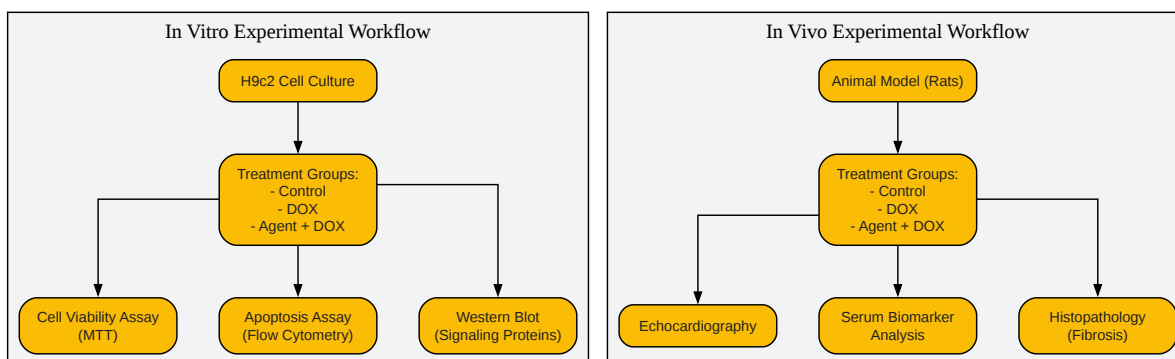 In Vitro Experimental Workflow
H9c2 Cell Culture
Treatment Groups:
- Control
- DOX
- Agent + DOX
Cell Viability Assay
(MTT)
Apoptosis Assay
(Flow Cytometry)
Western Blot
(Signaling Proteins)
In Vivo Experimental Workflow
Animal Model (Rats)
Treatment Groups:
- Control
- DOX
- Agent + DOX
Echocardiography
Serum Biomarker
Analysis
Histopathology
(Fibrosis)